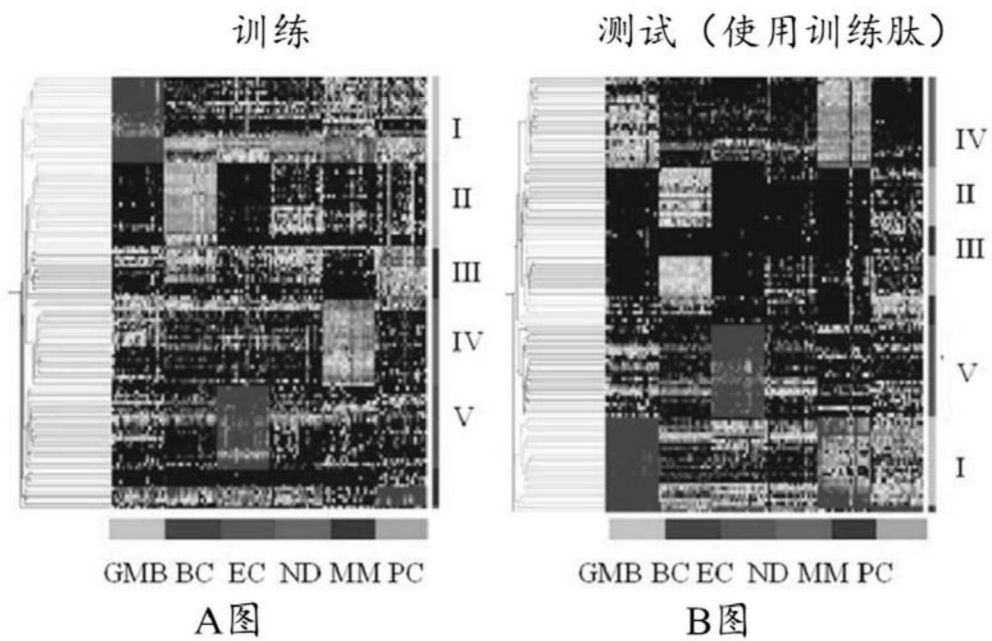 训练
测试（使用训练肽）
I
II
III
IV
V
IV
II
III
V
I
GMB BC EC ND MM PC
GMB BC EC ND MM PC
A图
B图